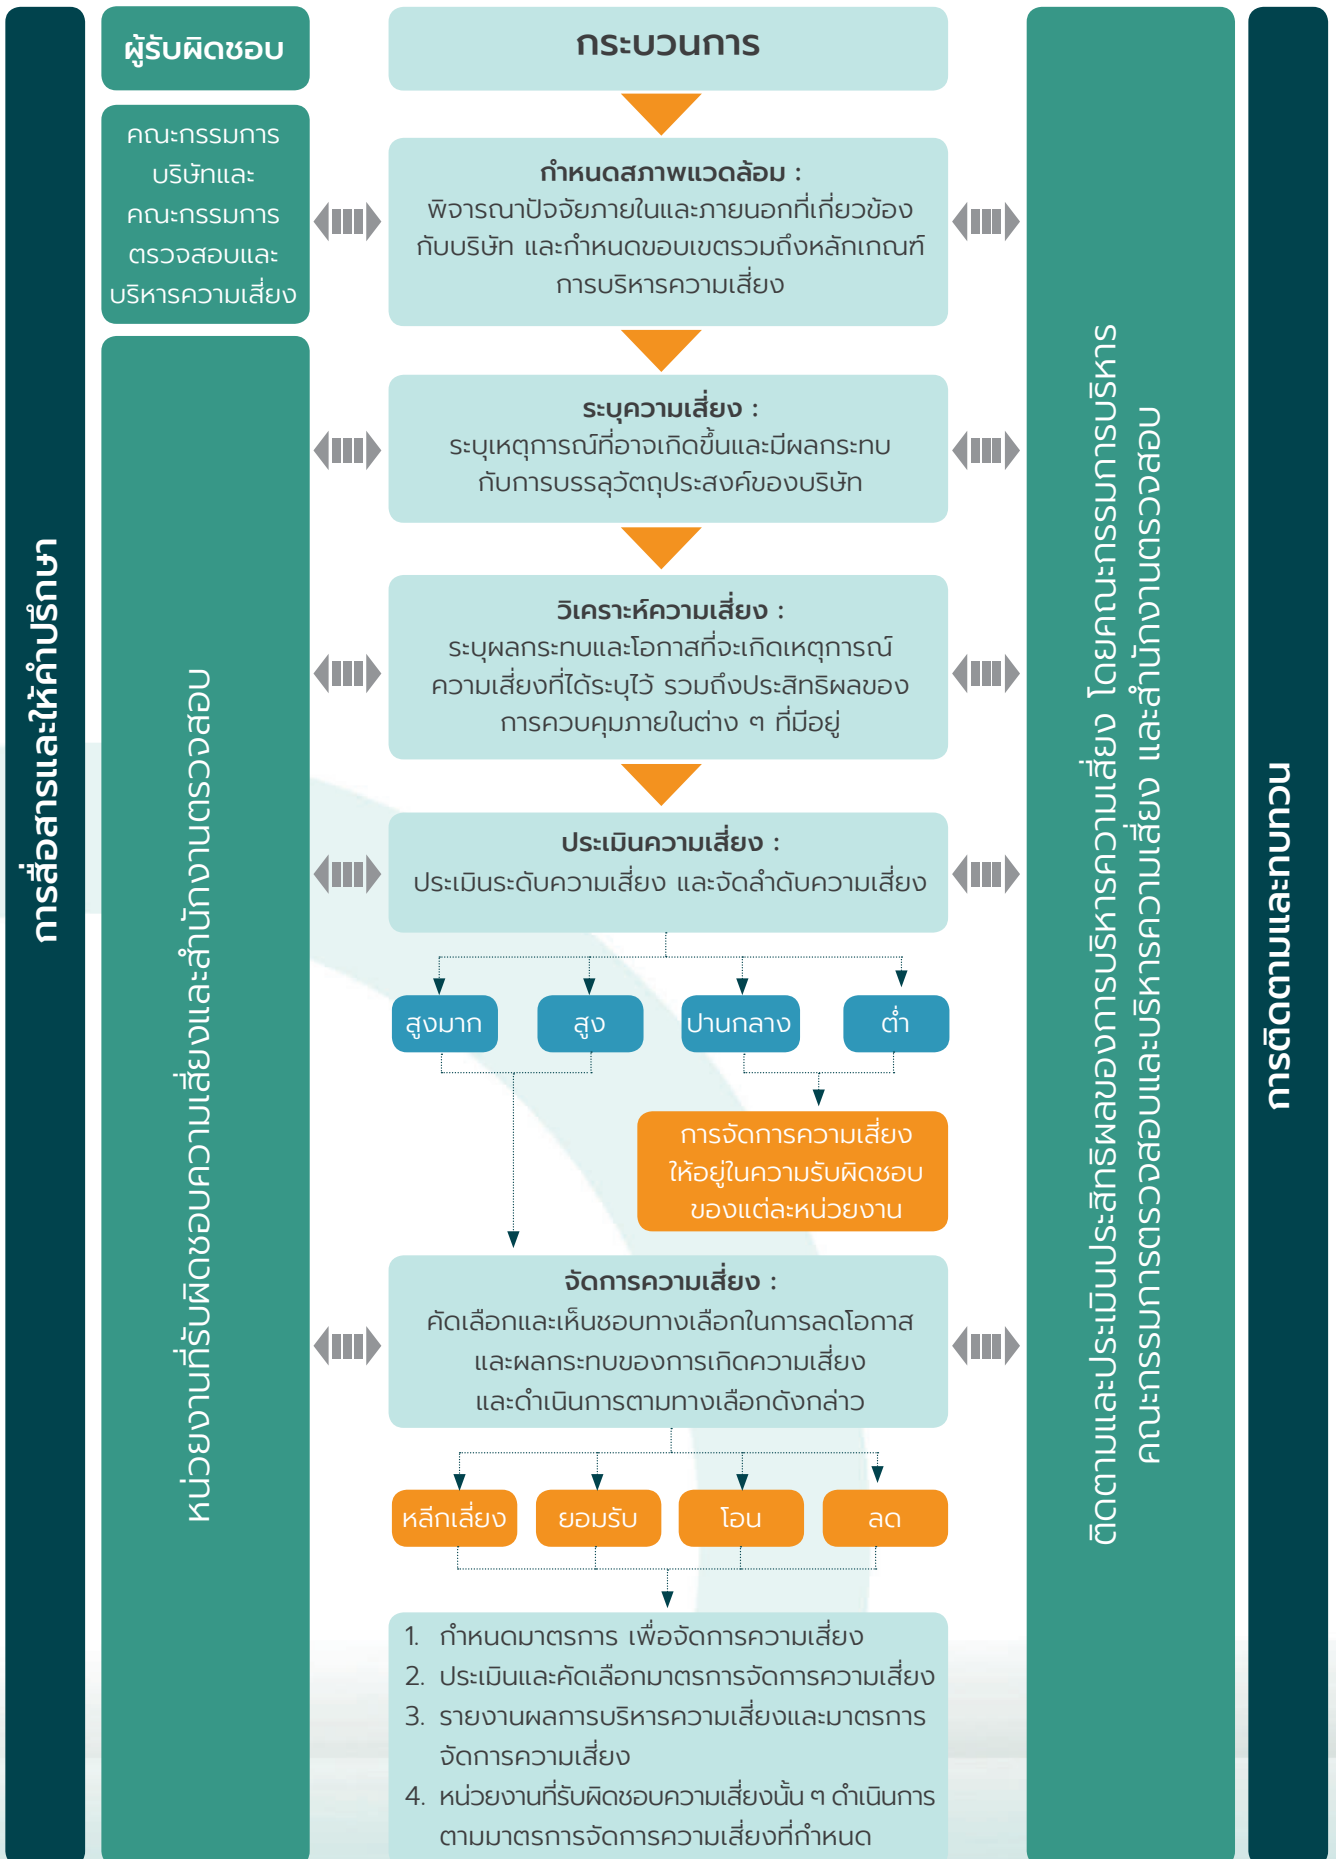 การสื่อสารและให้คำปรึกษา
ผู้รับผิดชอบ
คณะกรรมการ
บริษัทและ
คณะกรรมการ
ตรวจสอบและ
บริหารความเสี่ยง
หน่วยงานที่รับผิดชอบความเสี่ยงและสำนักงานตรวจสอบ
กระบวนการ
กำหนดสภาพแวดล้อม :
พิจารณาปัจจัยภายในและภายนอกที่เกี่ยวข้อง
กับบริษัท และกำหนดขอบเขตรวมถึงหลักเกณฑ์
การบริหารความเสี่ยง
ระบุความเสี่ยง :
ระบุเหตุการณ์ที่อาจเกิดขึ้นและมีผลกระทบ
กับการบรรลุวัตถุประสงค์ของบริษัท
วิเคราะห์ความเสี่ยง :
ระบุผลกระทบและโอกาสที่จะเกิดเหตุการณ์
ความเสี่ยงที่ได้ระบุไว้ รวมถึงประสิทธิผลของ
การควบคุมภายในต่าง ๆ ที่มีอยู่
ประเมินความเสี่ยง :
ประเมินระดับความเสี่ยง และจัดลำดับความเสี่ยง
สูงมาก
สูง
ปานกลาง
ต่ำ
การจัดการความเสี่ยง
ให้อยู่ในความรับผิดชอบ
ของแต่ละหน่วยงาน
จัดการความเสี่ยง :
คัดเลือกและเห็นชอบทางเลือกในการลดโอกาส
และผลกระทบของการเกิดความเสี่ยง
และดำเนินการตามทางเลือกดังกล่าว
หลีกเลี่ยง
ยอมรับ
โอน
ลด
1. กำหนดมาตรการ เพื่อจัดการความเสี่ยง
2. ประเมินและคัดเลือกมาตรการจัดการความเสี่ยง
3. รายงานผลการบริหารความเสี่ยงและมาตรการ
จัดการความเสี่ยง
4. หน่วยงานที่รับผิดชอบความเสี่ยงนั้น ๆ ดำเนินการ
ตามมาตรการจัดการความเสี่ยงที่กำหนด
ติดตามและประเมินประสิทธิผลของการบริหารความเสี่ยง โดยคณะกรรมการบริหาร
คณะกรรมการตรวจสอบและบริหารความเสี่ยง และสำนักงานตรวจสอบ
การติดตามและทบทวน